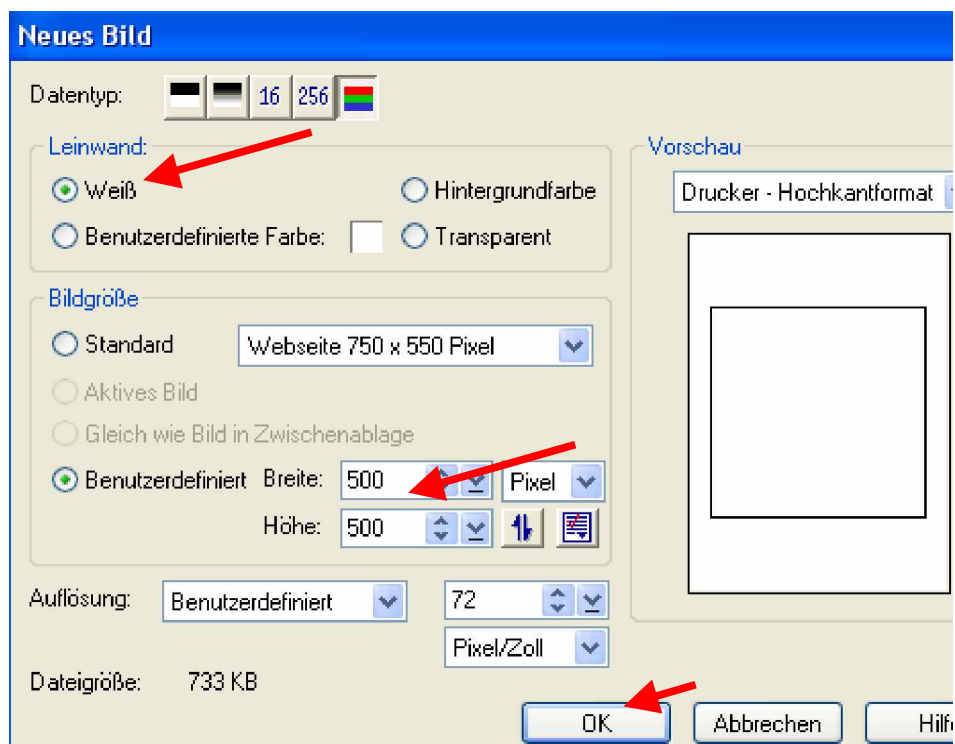 Neues Bild
Datentyp: 16 256
Leinwand:
Weiß Hintergrundfarbe
Benutzerdefinierte Farbe: Transparent
Bildgröße
Standard Webseite 750 x 550 Pixel
Aktives Bild
Gleich wie Bild in Zwischenablage
Benutzerdefiniert Breite: 500 Pixel
Höhe: 500
Auflösung: Benutzerdefiniert 72
Pixel/Zoll
Dateigröße: 733 KB
Vorschau
Drucker - Hochkantformat
OK Abbrechen Hilfe